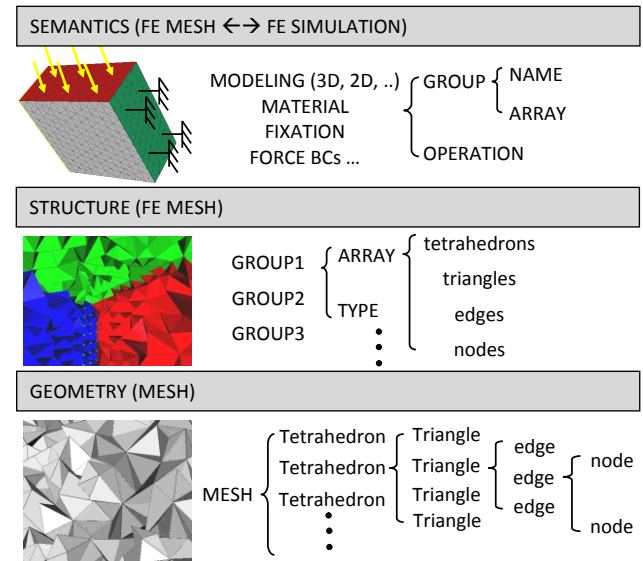 SEMANTICS (FE MESH ←→ FE SIMULATION)
MODELING (3D, 2D, ..)
MATERIAL
FIXATION
FORCE BCs ...
GROUP
OPERATION
NAME
ARRAY
STRUCTURE (FE MESH)
GROUP1
GROUP2
GROUP3
ARRAY
TYPE
tetrahedrons
triangles
edges
nodes
GEOMETRY (MESH)
MESH
Tetrahedron
Tetrahedron
Tetrahedron
Triangle
Triangle
Triangle
Triangle
edge
edge
edge
node
node